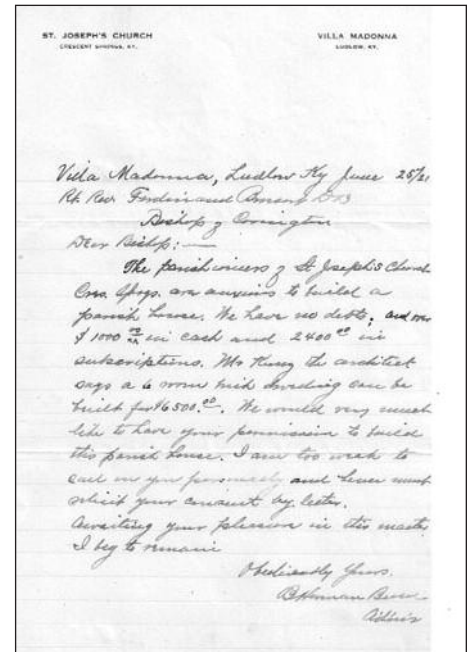 ST. JOSEPH'S CHURCH
CRESCENT SPRINGS, KY.
VILLA MADONNA
LUDLOW, KY.
Villa Madonna, Ludlow Ky June 25/21
Rt. Rev. Ferdinand
Bishop of Covington
Dear Bishop: —
The parishioners of St Joseph's Church
Cres. Spgs. are anxious to build a
parish house. We have no debts, and over
$1000 00 in cash and 2400 00 in
subscriptions. Mr the architect
says a 6 room brick dwelling can be
built for $6500.00. We would very much
like to have your permission to build
this parish house. I am too weak to
call on you personally and hence must
solicit your consent by letter.
Awaiting your pleasure in this matter
I beg to remain
Obediently yours,
B. Herman